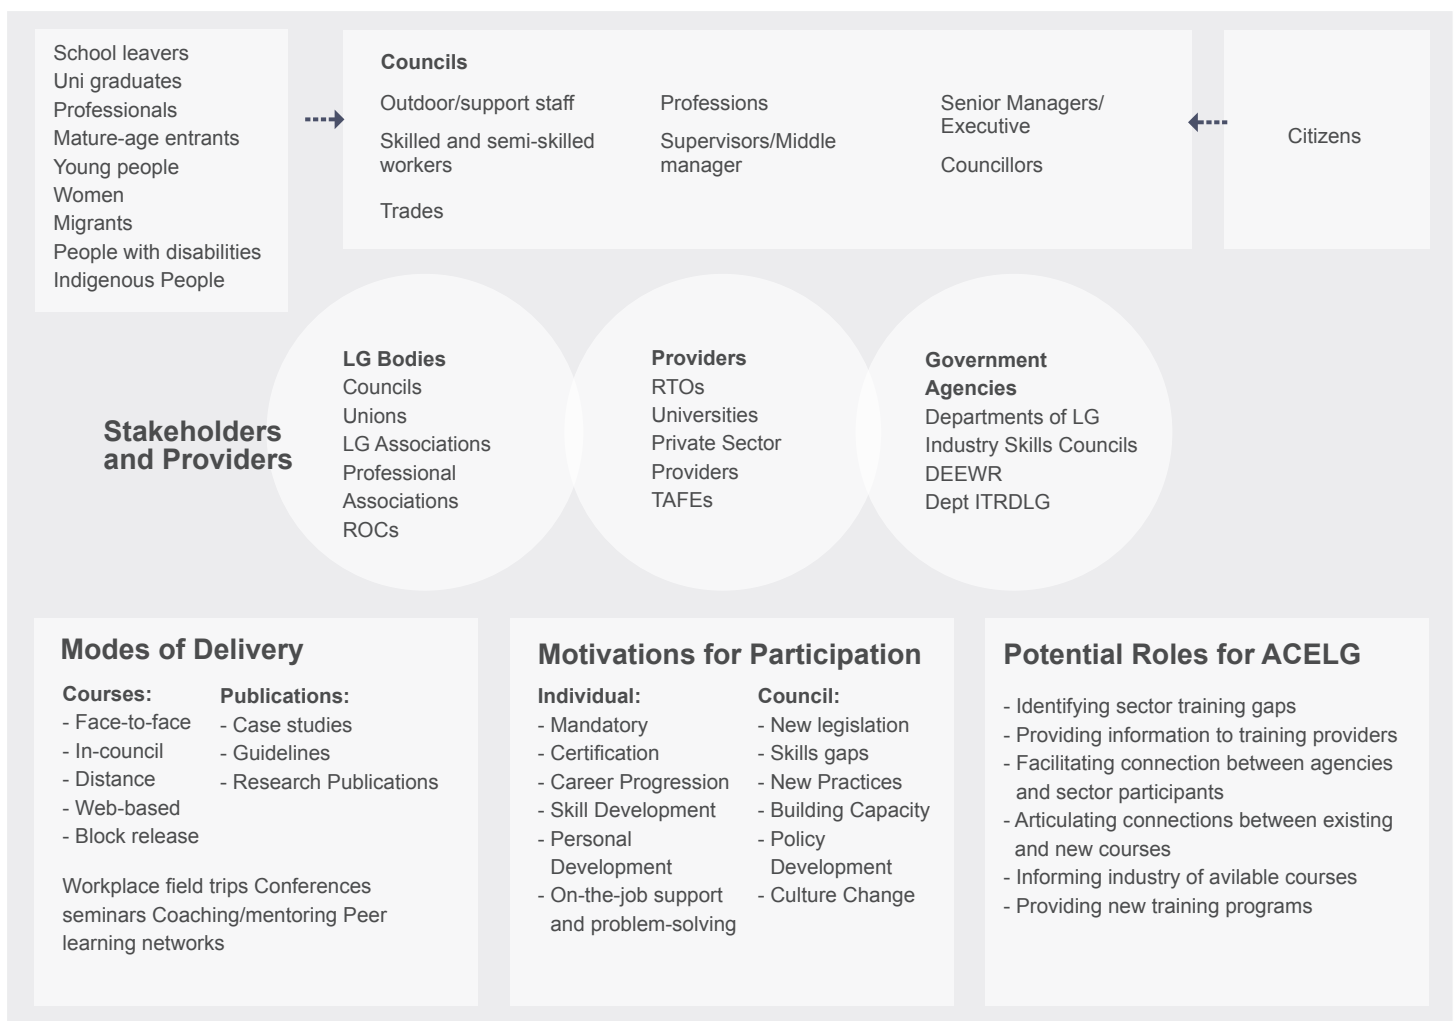 School leavers
Uni graduates
Professionals
Mature-age entrants
Young people
Women
Migrants
People with disabilities
Indigenous People
Councils
Outdoor/support staff
Skilled and semi-skilled
workers
Trades
Professions
Supervisors/Middle
manager
Senior Managers/
Executive
Councillors
Citizens
Stakeholders
and Providers
LG Bodies
Councils
Unions
LG Associations
Professional
Associations
ROCs
Providers
RTOs
Universities
Private Sector
Providers
TAFEs
Government
Agencies
Departments of LG
Industry Skills Councils
DEEWR
Dept ITRDLG
Modes of Delivery
Courses:
- Face-to-face
- In-council
- Distance
- Web-based
- Block release
Publications:
- Case studies
- Guidelines
- Research Publications
Workplace field trips Conferences
seminars Coaching/mentoring Peer
learning networks
Motivations for Participation
Individual:
- Mandatory
- Certification
- Career Progression
- Skill Development
- Personal
Development
- On-the-job support
and problem-solving
Council:
- New legislation
- Skills gaps
- New Practices
- Building Capacity
- Policy
Development
- Culture Change
Potential Roles for ACELG
- Identifying sector training gaps
- Providing information to training providers
- Facilitating connection between agencies
and sector participants
- Articulating connections between existing
and new courses
- Informing industry of avilable courses
- Providing new training programs